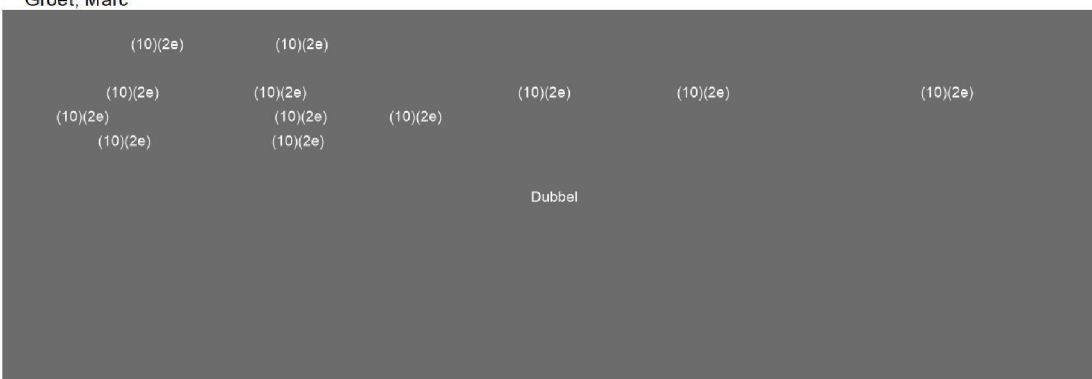 Groet, Marc
(10)(2e) (10)(2e)
(10)(2e) (10)(2e) (10)(2e) (10)(2e) (10)(2e)
(10)(2e) (10)(2e) (10)(2e)
(10)(2e) (10)(2e)
Dubbel